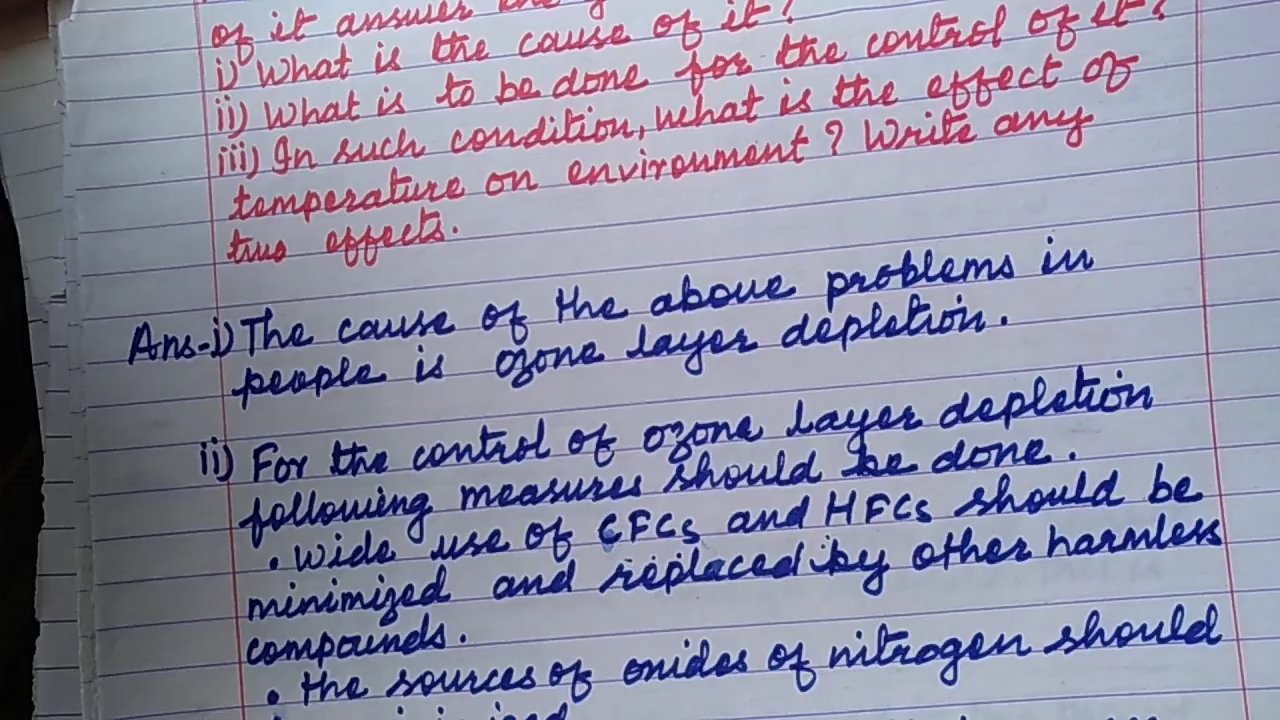 of it answer the
i) What is the cause of it?
ii) What is to be done for the control of it?
iii) In such condition, what is the effect of
temperature on environment? Write any
two effects.
Ans-i) The cause of the above problems in
people is ozone layer depletion.
ii) For the control of ozone layer depletion
following measures should be done.
• Wide use of CFCs and HFCs should be
minimized and replaced by other harmless
compounds.
• The sources of oxides of nitrogen should